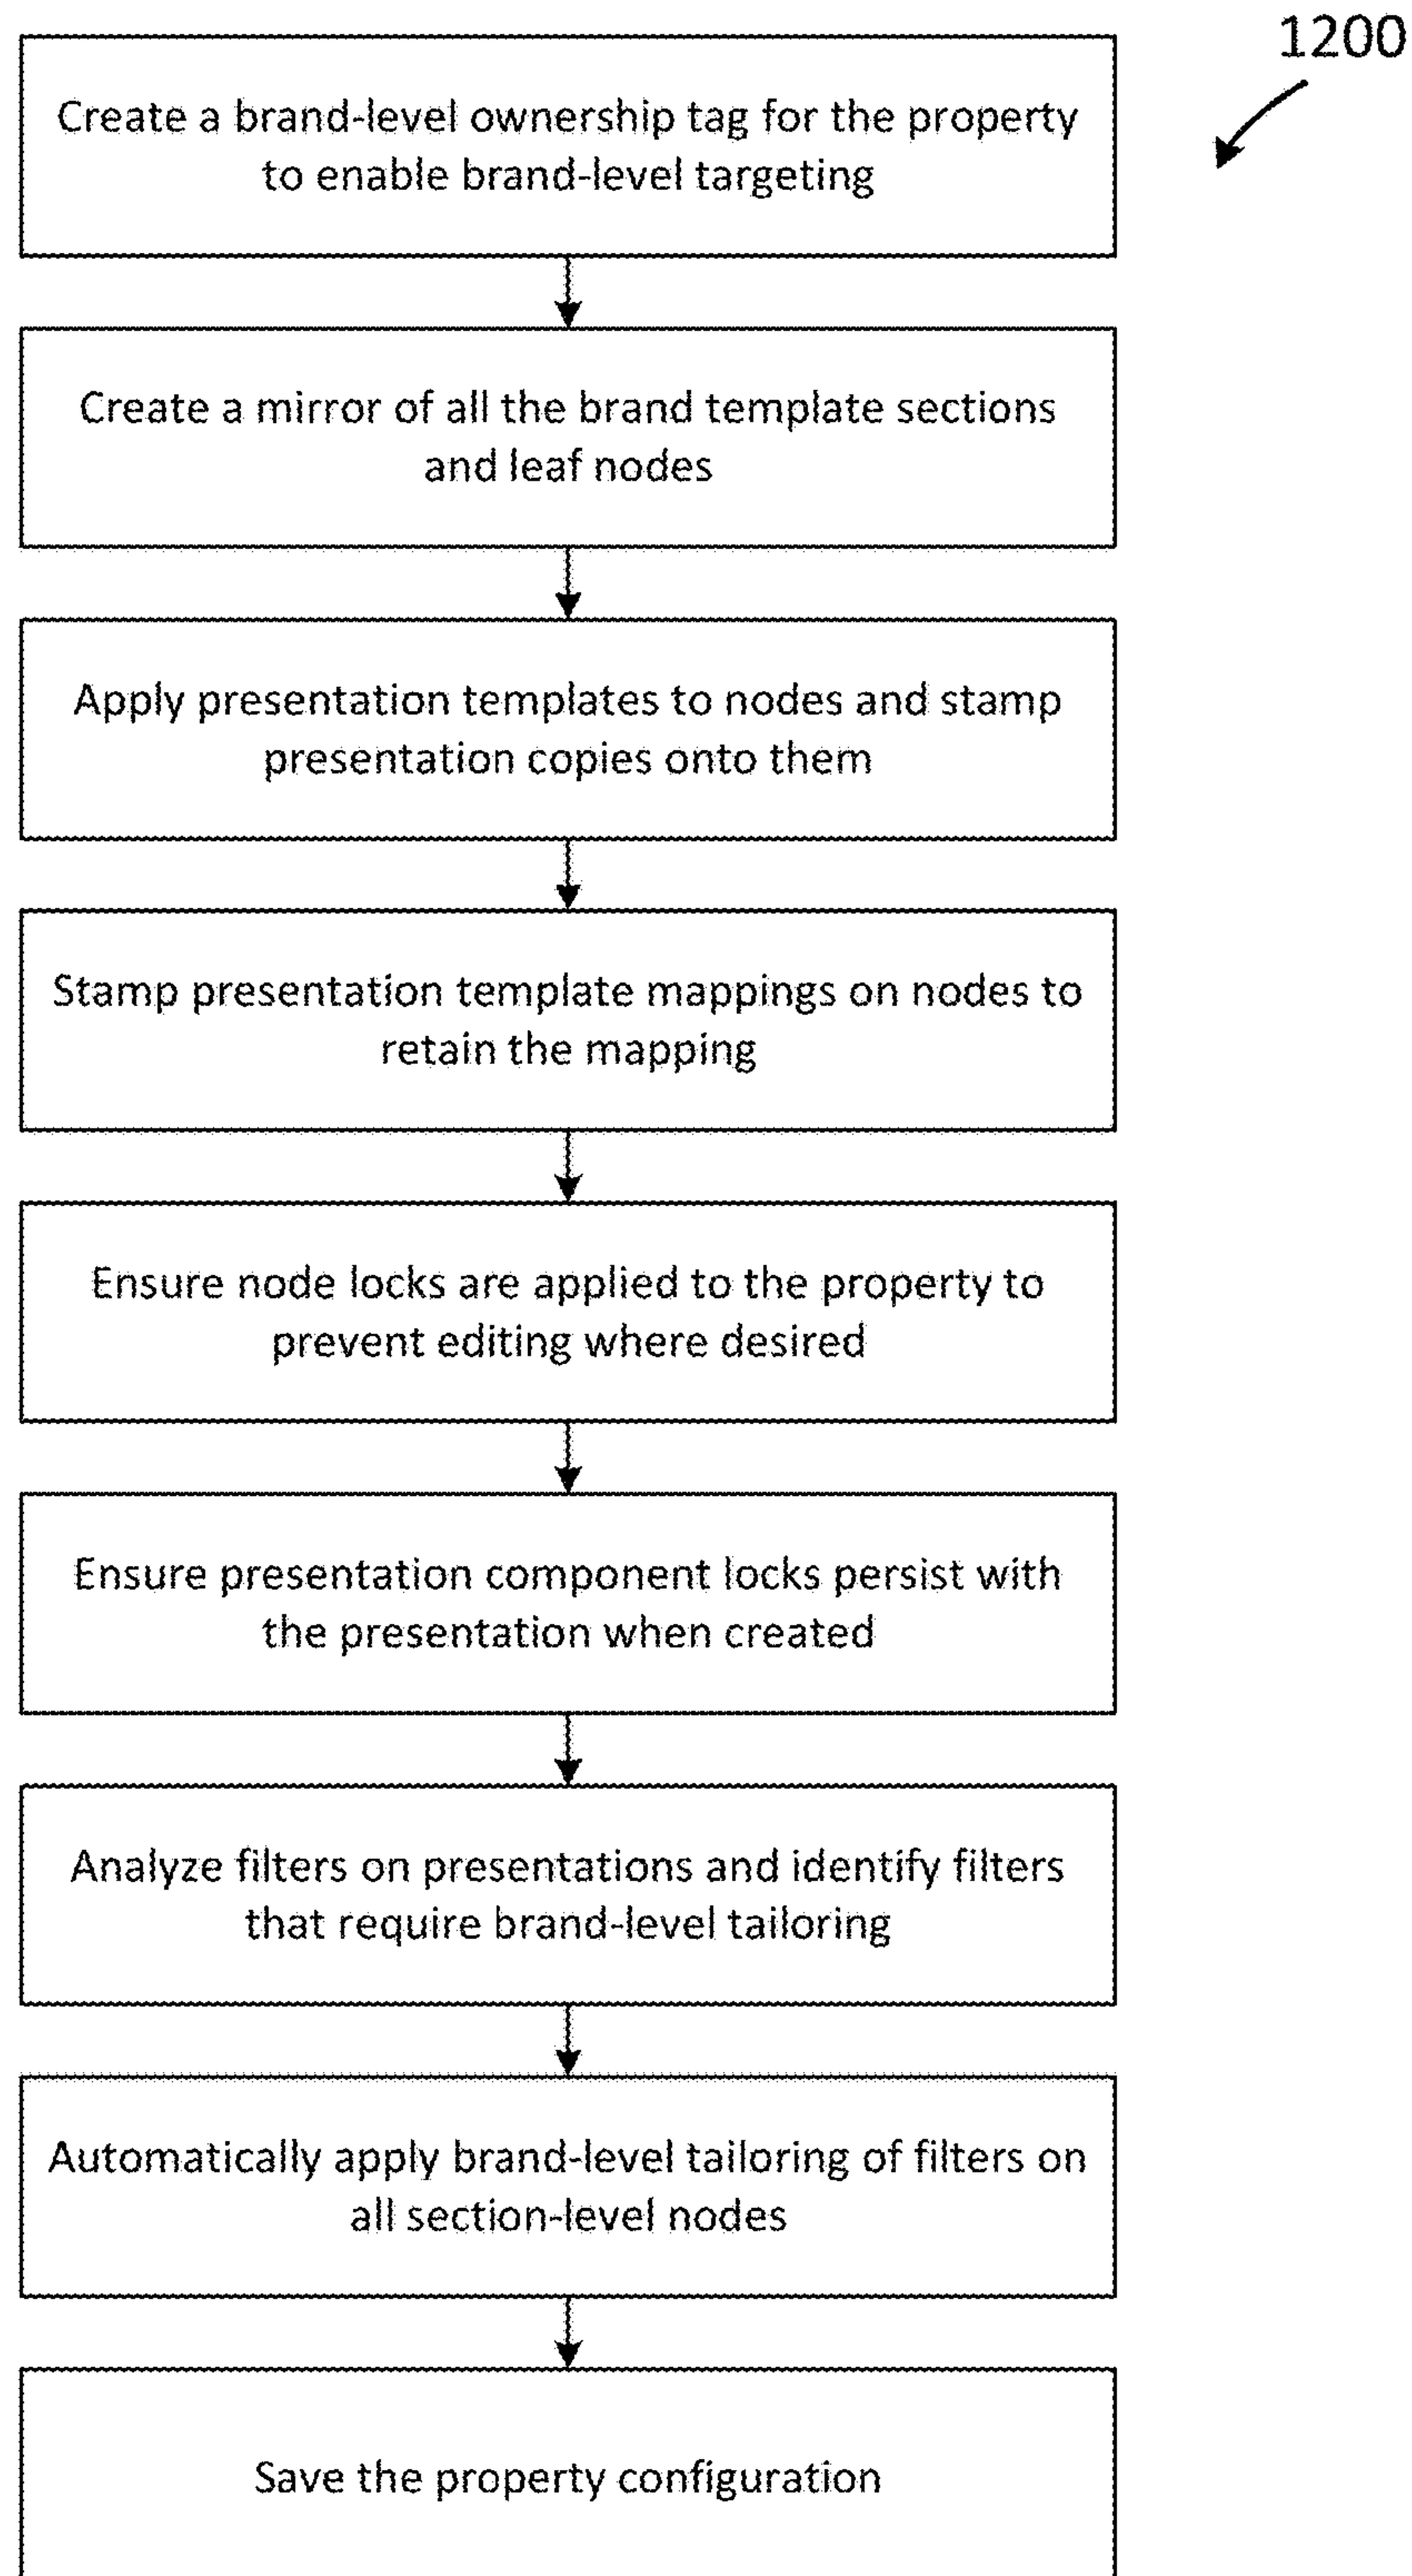 1200
Create a brand-level ownership tag for the property
to enable brand-level targeting
Create a mirror of all the brand template sections
and leaf nodes
Apply presentation templates to nodes and stamp
presentation copies onto them
Stamp presentation template mappings on nodes to
retain the mapping
Ensure node locks are applied to the property to
prevent editing where desired
Ensure presentation component locks persist with
the presentation when created
Analyze filters on presentations and identify filters
that require brand-level tailoring
Automatically apply brand-level tailoring of filters on
all section-level nodes
Save the property configuration